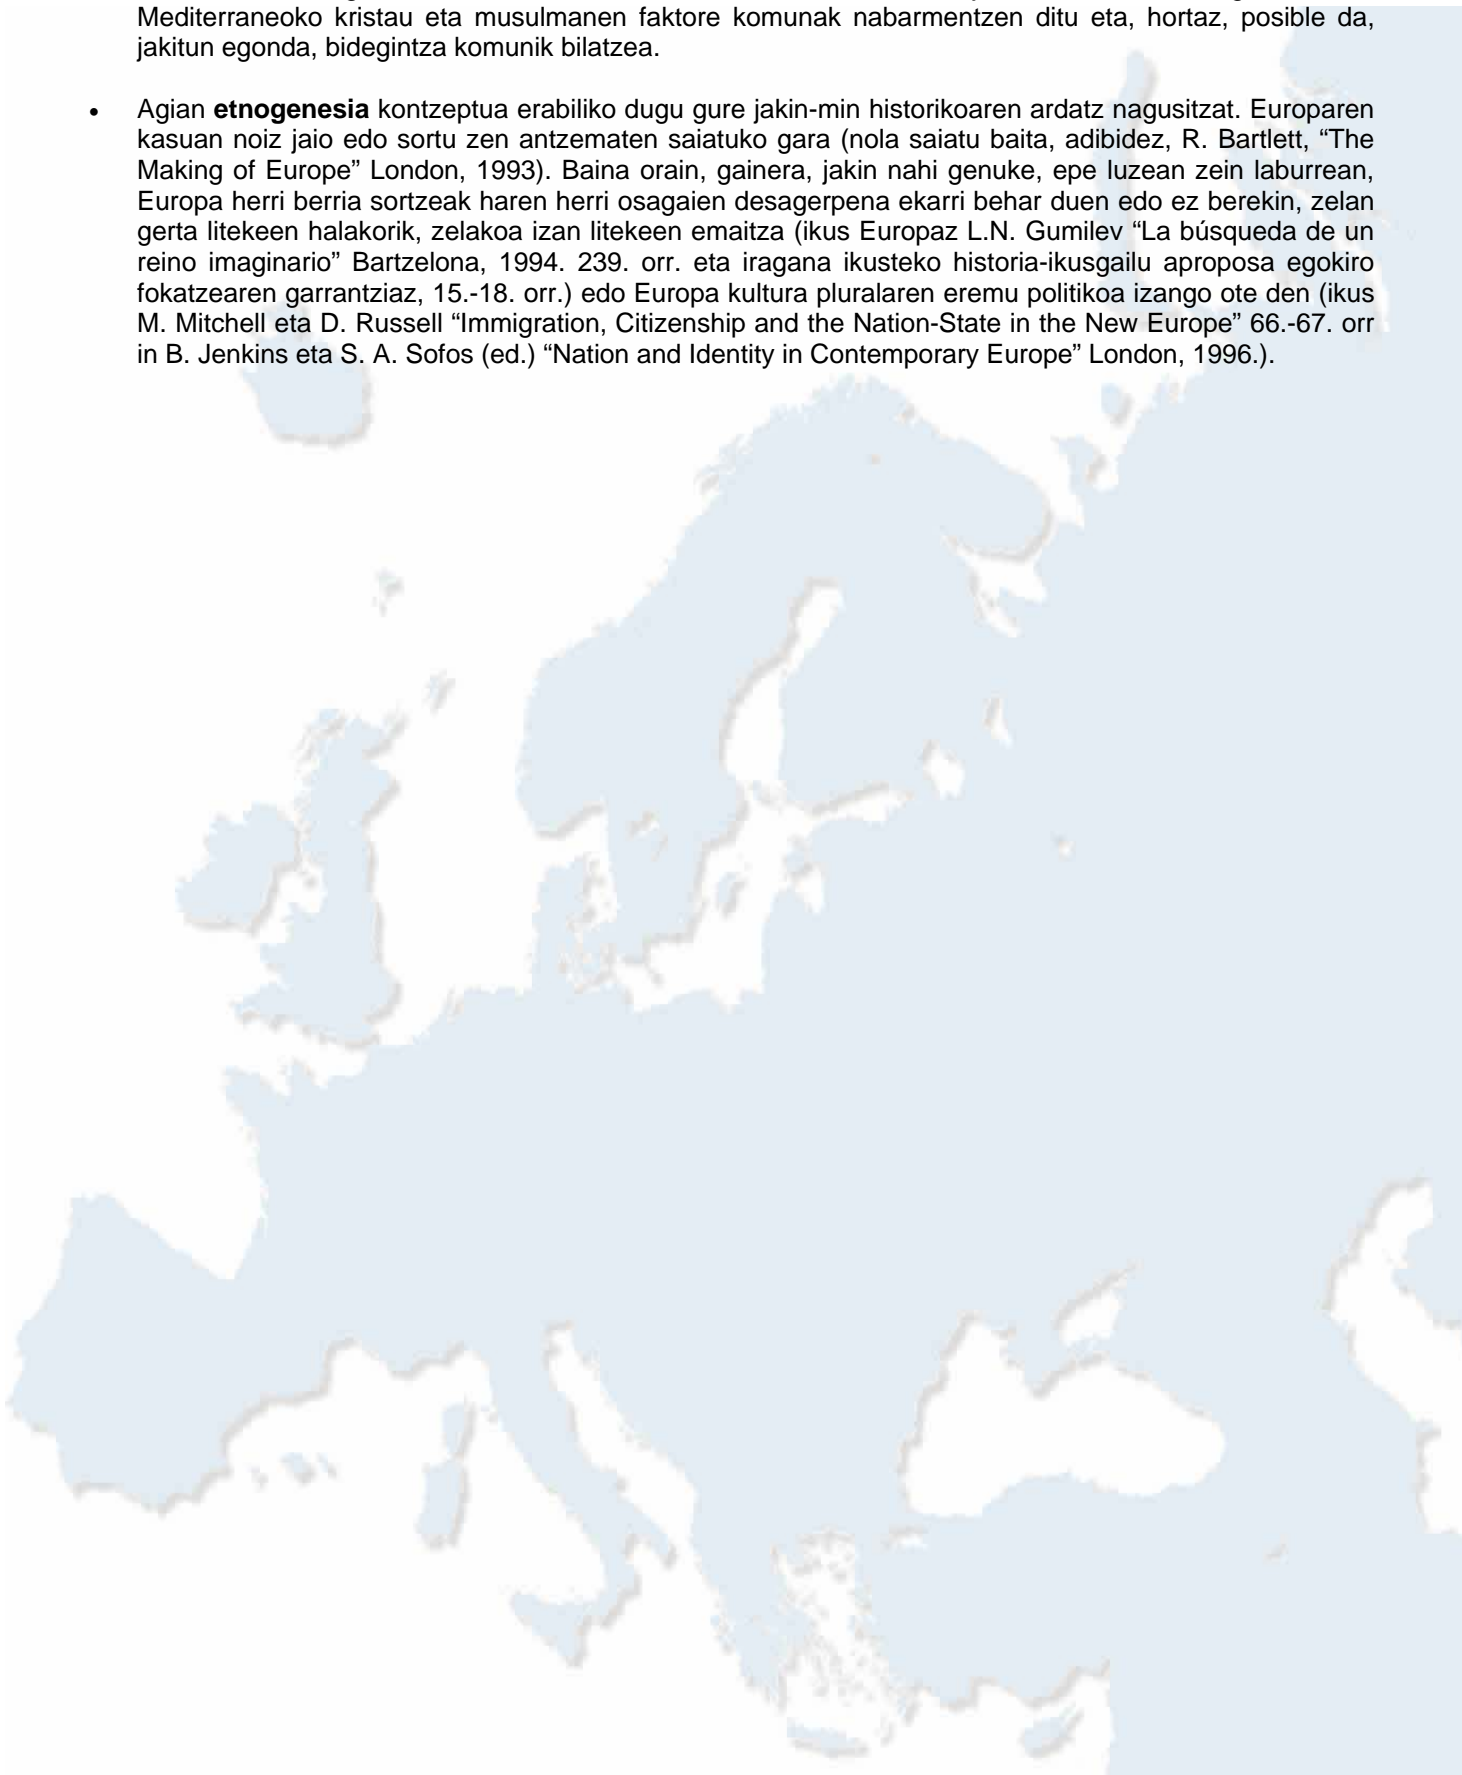 Mediterraneoko kristau eta musulmanen faktore komunak nabarmentzen ditu eta, hortaz, posible da,
jakitun egonda, bidegintza komunik bilatzea.
• Agian etnogenesia kontzeptua erabiliko dugu gure jakin-min historikoaren ardatz nagusitzat. Europaren
kasuan noiz jaio edo sortu zen antzematen saiatuko gara (nola saiatu baita, adibidez, R. Bartlett, “The
Making of Europe” London, 1993). Baina orain, gainera, jakin nahi genuke, epe luzean zein laburrean,
Europa herri berria sortzeak haren herri osagaien desagerpena ekarri behar duen edo ez berekin, zelan
gerta litekeen halakorik, zelakoa izan litekeen emaitza (ikus Europaz L.N. Gumilev “La búsqueda de un
reino imaginario” Bartzelona, 1994. 239. orr. eta iragana ikusteko historia-ikusgailu aproposa egokiro
fokatzearen garrantziaz, 15.-18. orr.) edo Europa kultura pluralaren eremu politikoa izango ote den (ikus
M. Mitchell eta D. Russell “Immigration, Citizenship and the Nation-State in the New Europe” 66.-67. orr
in B. Jenkins eta S. A. Sofos (ed.) “Nation and Identity in Contemporary Europe” London, 1996.).